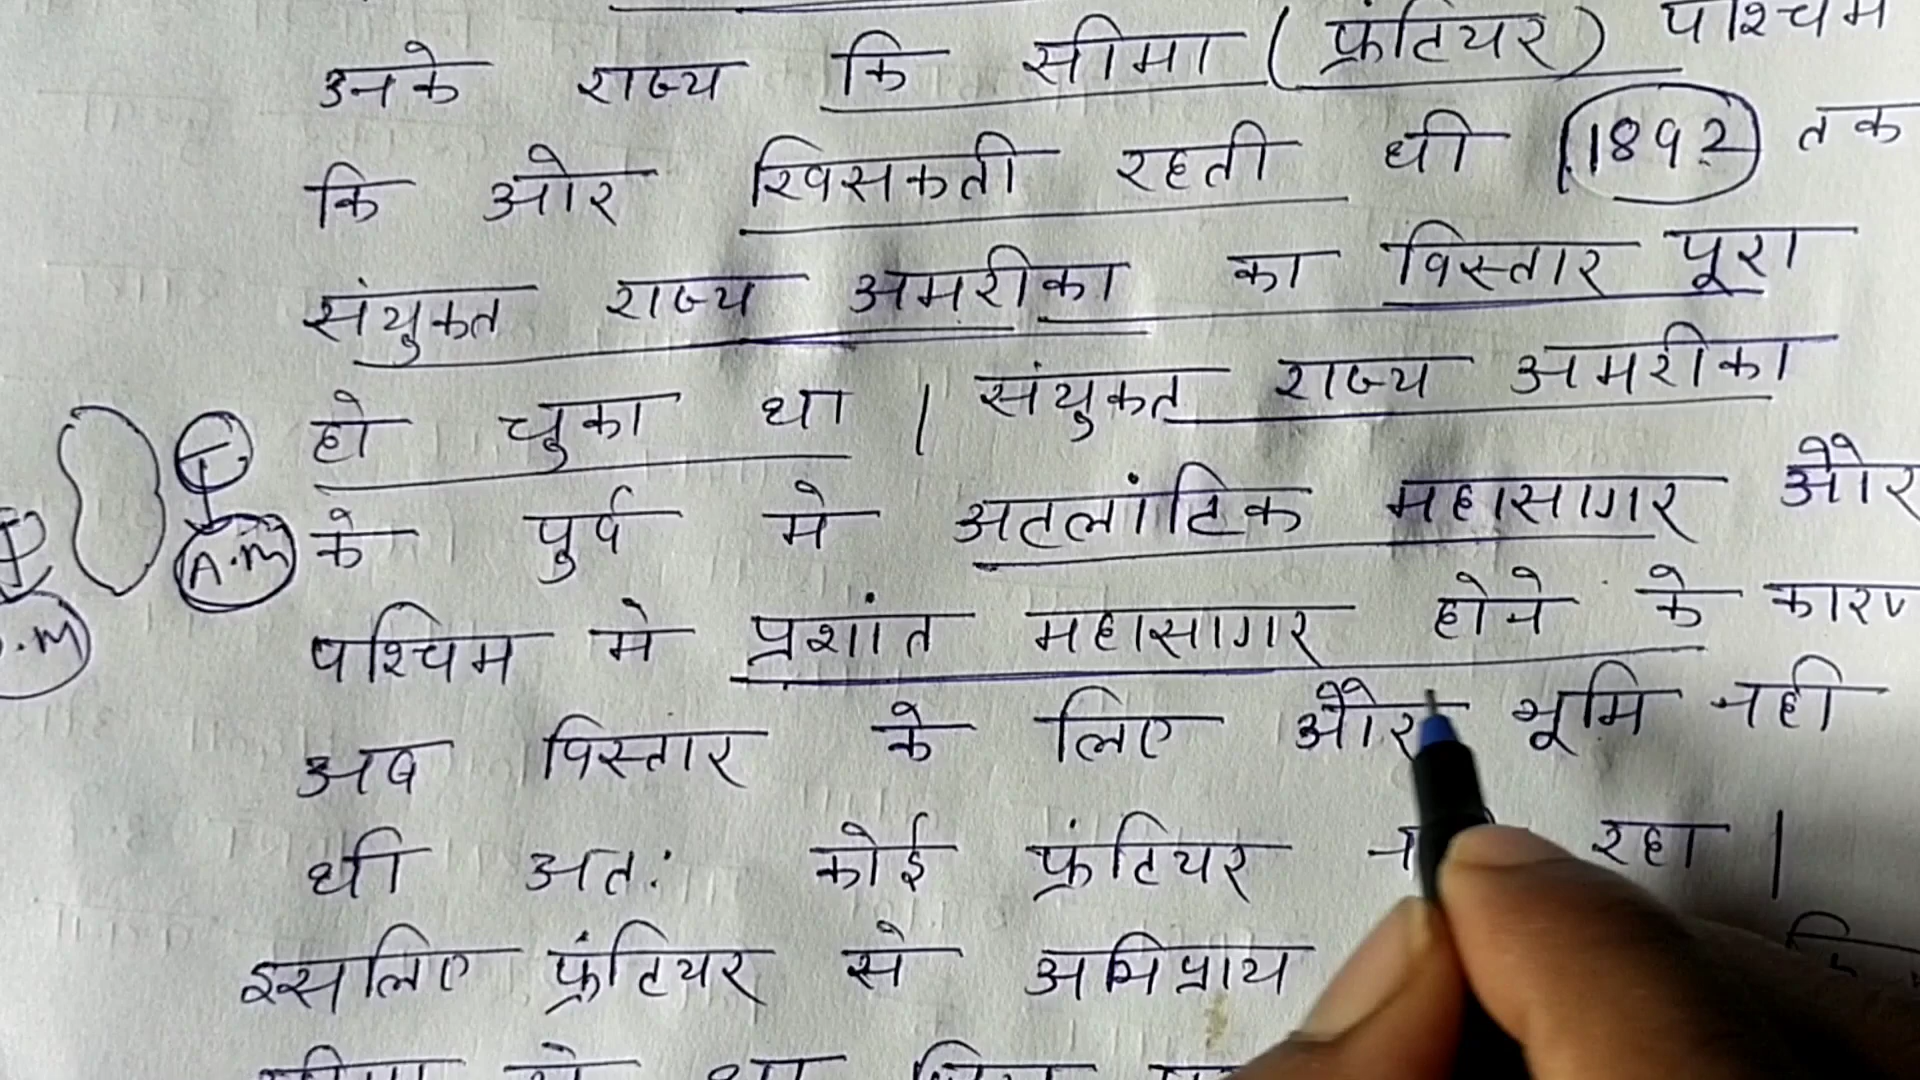 उनके राज्य कि सीमा (फ्रंटियर) पश्चिम
कि ओर खिसकती रहती थी 1892 तक
संयुक्त राज्य अमरीका का विस्तार पूरा
हो चुका था | संयुक्त राज्य अमरीका
A.M के पुर्व मे अटलांटिक महासागर और
पश्चिम मे प्रशांत महासागर होने के कारण
अब विस्तार के लिए और भूमि नही
थी अतः कोई फ्रंटियर रहा |
इसलिए फ्रंटियर से अभिप्राय